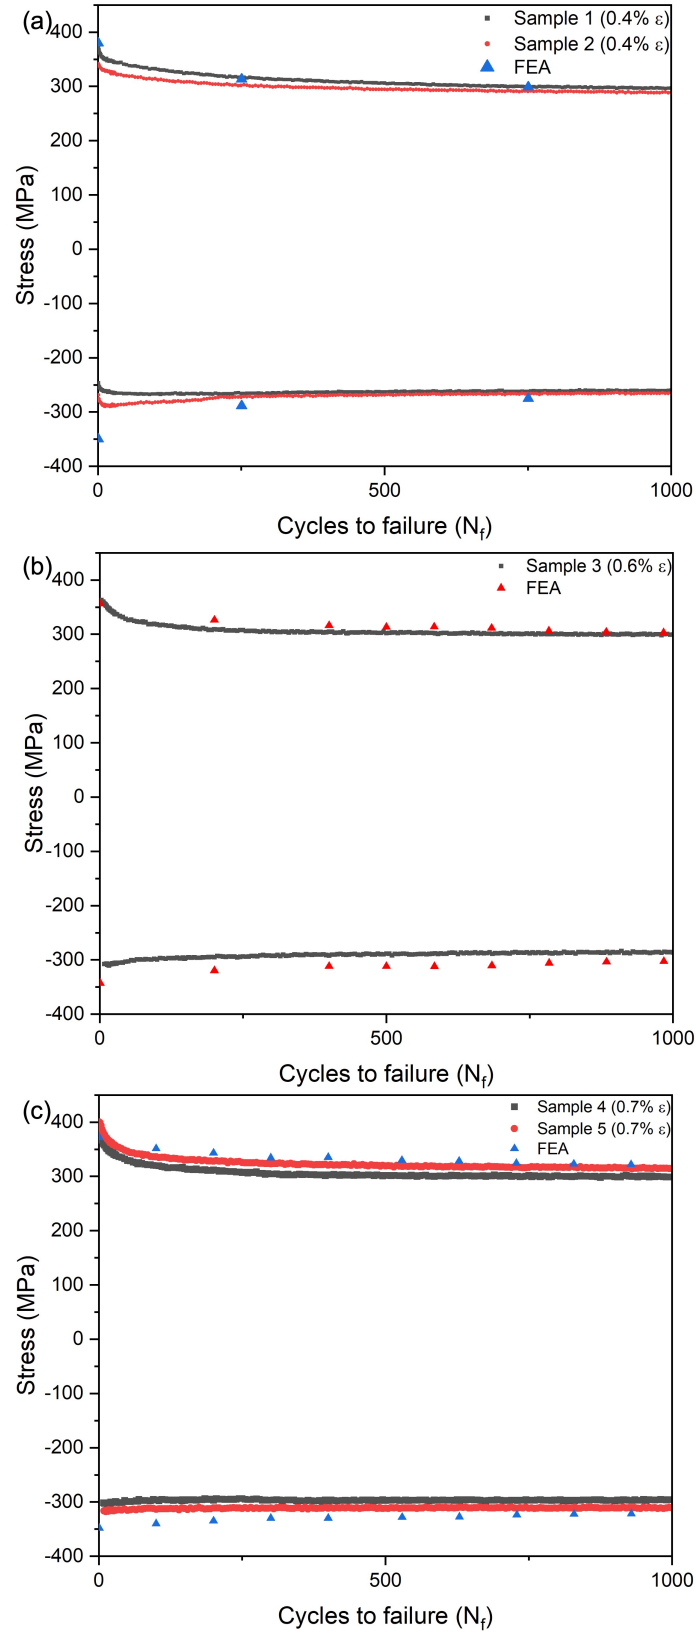 (a)
Sample 1 (0.4% ε)
Sample 2 (0.4% ε)
FEA
400
300
200
100
0
-100
-200
-300
-400
Stress (MPa)
0
500
1000
Cycles to failure (Nf)
(b)
Sample 3 (0.6% ε)
FEA
400
300
200
100
0
-100
-200
-300
-400
Stress (MPa)
0
500
1000
Cycles to failure (Nf)
(c)
Sample 4 (0.7% ε)
Sample 5 (0.7% ε)
FEA
400
300
200
100
0
-100
-200
-300
-400
Stress (MPa)
0
500
1000
Cycles to failure (Nf)